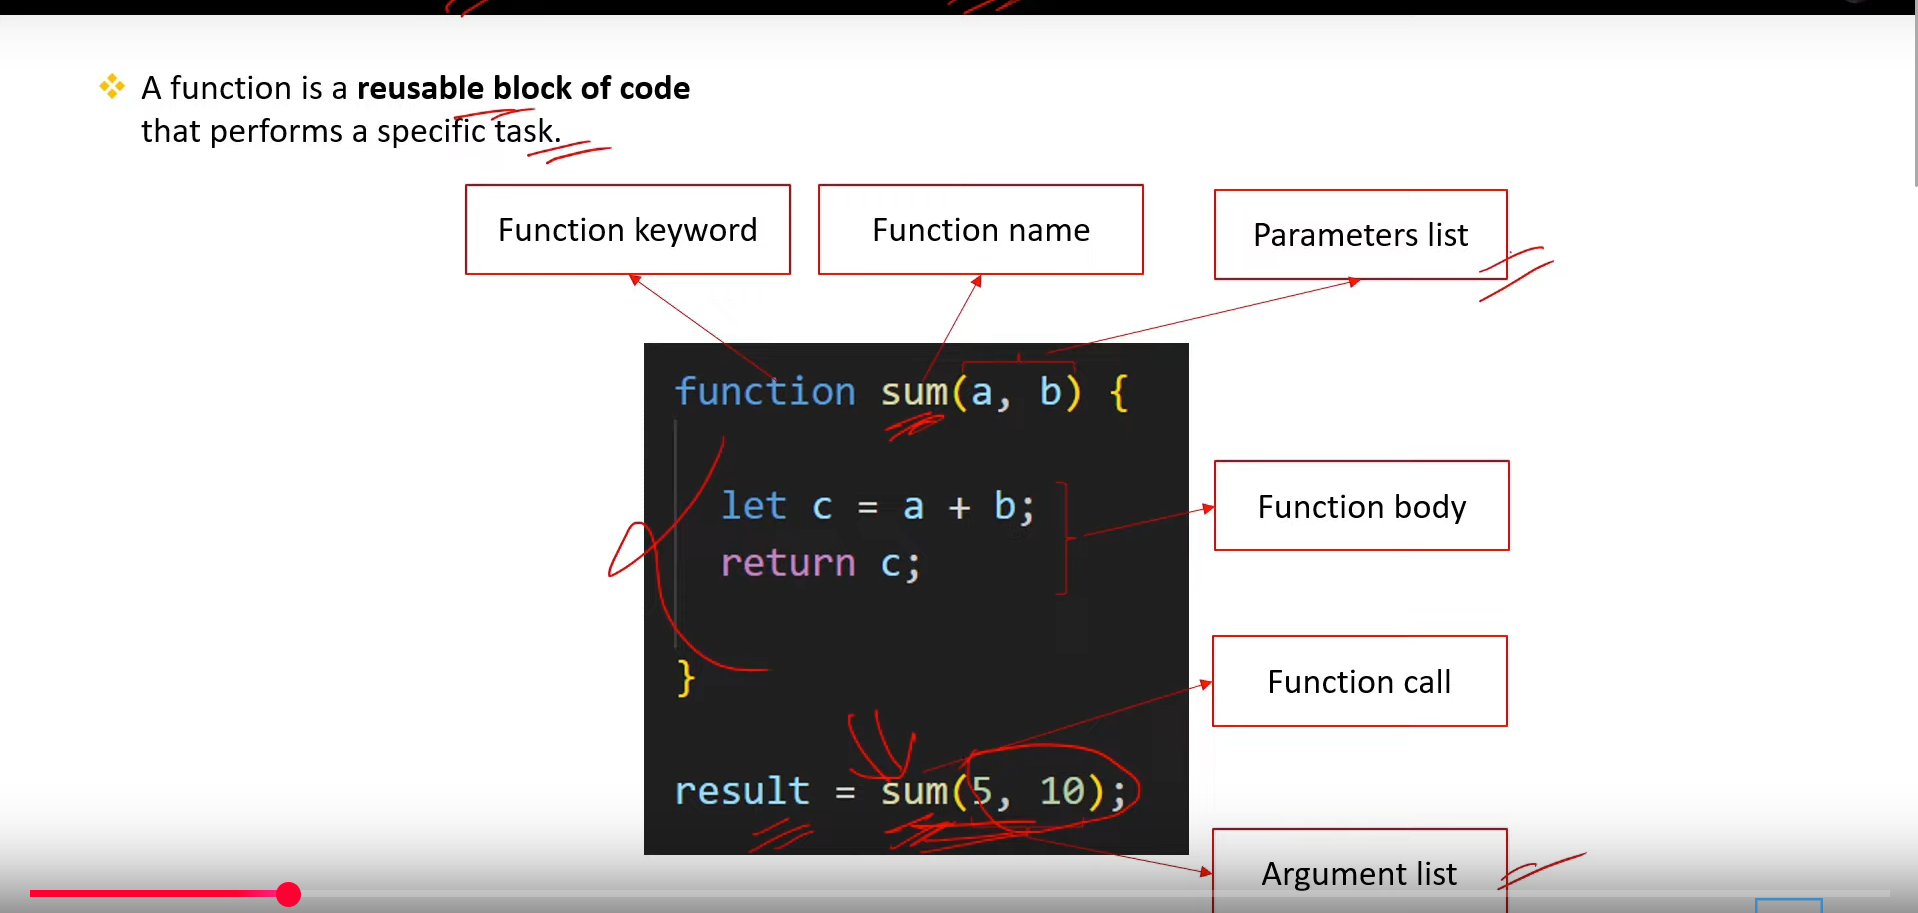 A function is a reusable block of code
that performs a specific task.
Function keyword
Function name
Parameters list
function sum(a, b) {
let c = a + b;
return c;
}
result = sum(5, 10);
Function body
Function call
Argument list